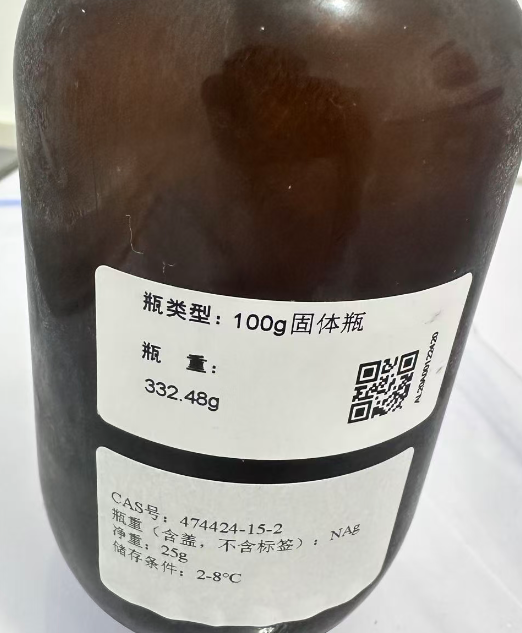 瓶类型：100g固体瓶
瓶 重：
332.48g
AL20A00122420
CAS号：474424-15-2
瓶重（含盖，不含标签）：NAg
净重：25g
储存条件：2-8°C